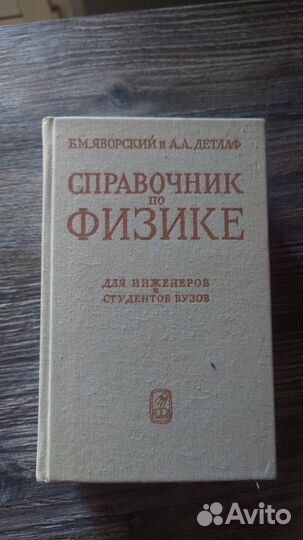 Б.М.ЯВОРСКИЙ и А.А.ДЕТЛАФ
СПРАВОЧНИК
ПО
ФИЗИКЕ
ДЛЯ ИНЖЕНЕРОВ
И
СТУДЕНТОВ ВУЗОВ
Avito